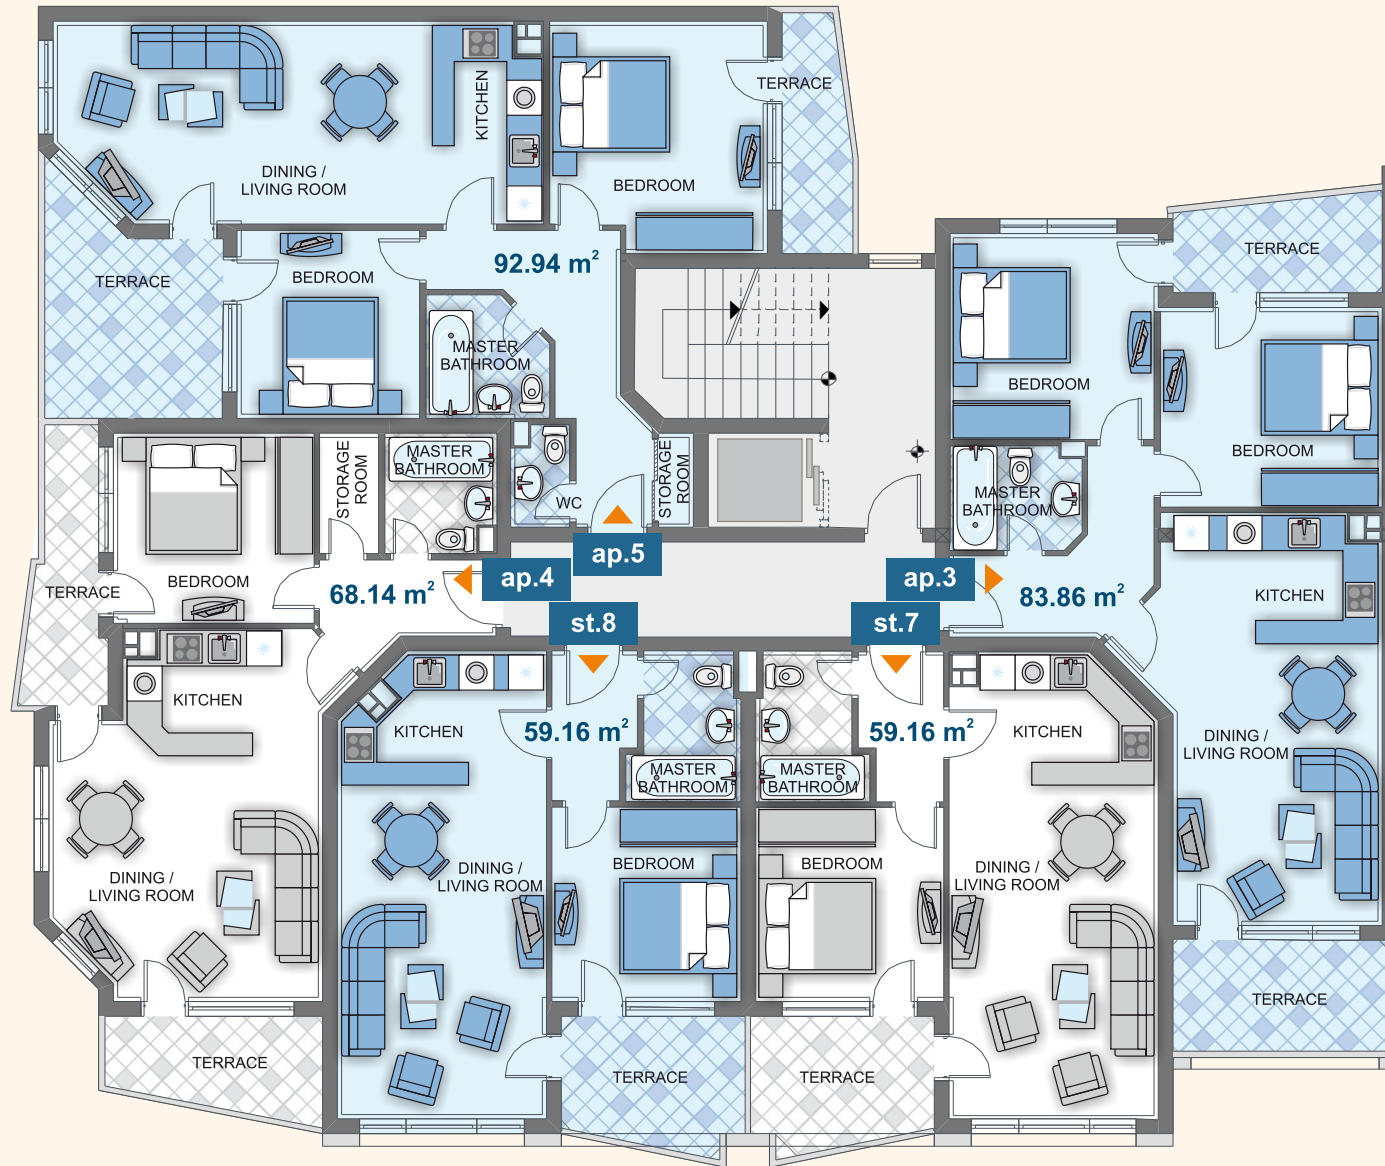 KITCHEN
TERRACE
DINING /
LIVING ROOM
BEDROOM
92.94 m²
TERRACE
BEDROOM
TERRACE
MASTER
BATHROOM
BEDROOM
STORAGE
ROOM
MASTER
BATHROOM
WC
STORAGE
ROOM
BEDROOM
MASTER
BATHROOM
ap.5
ap.4
ap.3
BEDROOM
TERRACE
68.14 m²
83.86 m²
KITCHEN
st.8
st.7
KITCHEN
KITCHEN
59.16 m²
59.16 m²
KITCHEN
DINING /
LIVING ROOM
MASTER
BATHROOM
MASTER
BATHROOM
DINING /
LIVING ROOM
DINING /
LIVING ROOM
BEDROOM
BEDROOM
DINING /
LIVING ROOM
TERRACE
TERRACE
TERRACE
TERRACE